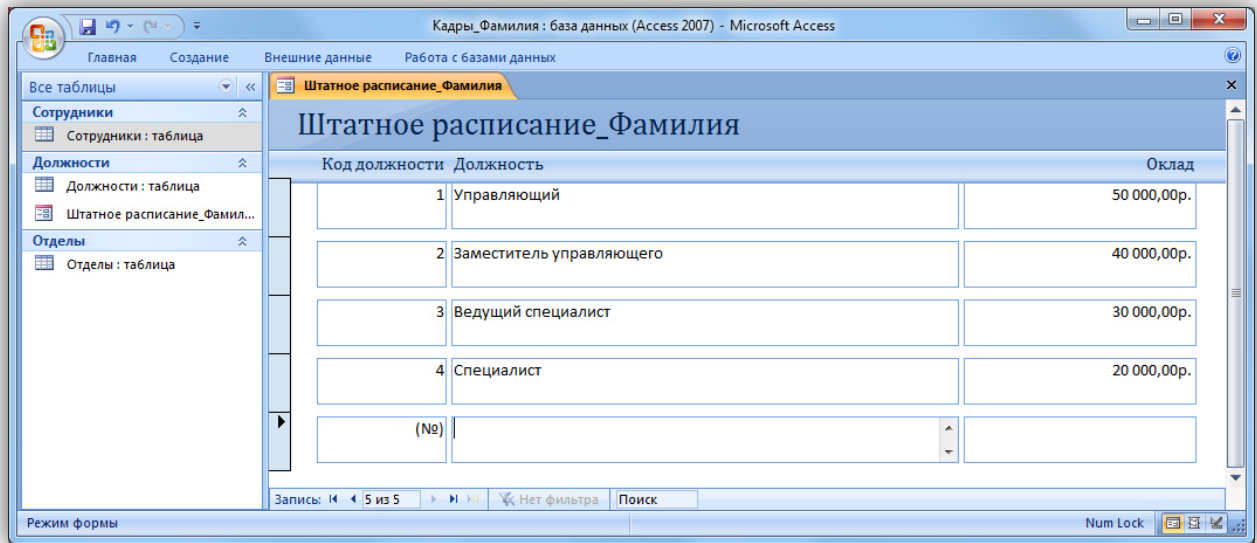 Кадры_Фамилия : база данных (Access 2007) - Microsoft Access
Главная Создание Внешние данные Работа с базами данных
Все таблицы
Штатное расписание_Фамилия
Сотрудники
Сотрудники : таблица
Должности
Должности : таблица
Штатное расписание_Фамил...
Отделы
Отделы : таблица
Штатное расписание_Фамилия
Код должности Должность Оклад
1 Управляющий 50 000,00р.
2 Заместитель управляющего 40 000,00р.
3 Ведущий специалист 30 000,00р.
4 Специалист 20 000,00р.
(№)
Запись: 5 из 5 Нет фильтра Поиск
Режим формы Num Lock